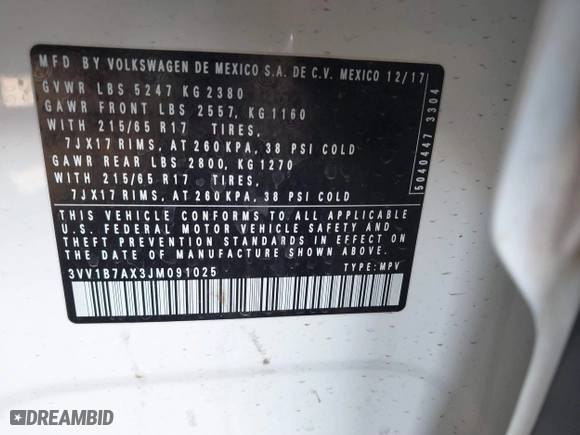 MFD BY VOLKSWAGEN DE MEXICO S.A. DE C.V. MEXICO 12/17
GVWR LBS 5247 KG 2380
GAWR FRONT LBS 2557, KG 1160
WITH 215/65 R17 TIRES,
7JX17 RIMS, AT 260 KPA, 38 PSI COLD
GAWR REAR LBS 2800, KG 1270
WITH 215/65 R17 TIRES,
7JX17 RIMS, AT 260 KPA, 38 PSI COLD
THIS VEHICLE CONFORMS TO ALL APPLICABLE
U.S. FEDERAL MOTOR VEHICLE SAFETY AND
THEFT PREVENTION STANDARDS IN EFFECT ON
THE DATE OF MANUFACTURE SHOWN ABOVE.
3VV1B7AX3JM091025 TYPE: MPV
5040447 3304
DREAMBID